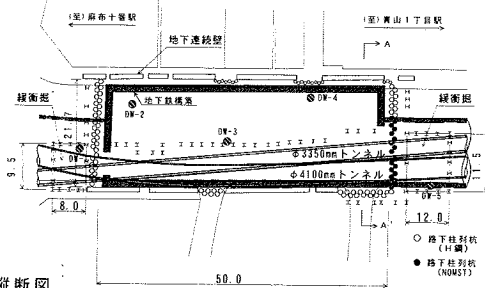 (至)麻布十番駅
(至)青山1丁目駅
地下連続壁
A
緩衝掘
緩衝掘
地下鉄構築
DW-2
DW-4
DW-3
φ3350mmトンネル
φ4100mmトンネル
9.5
11.5
DW-5
8.0
12.0
A
50.0
○ 路下柱列杭
(H鋼)
● 路下柱列杭
(NOMST)
縦断図